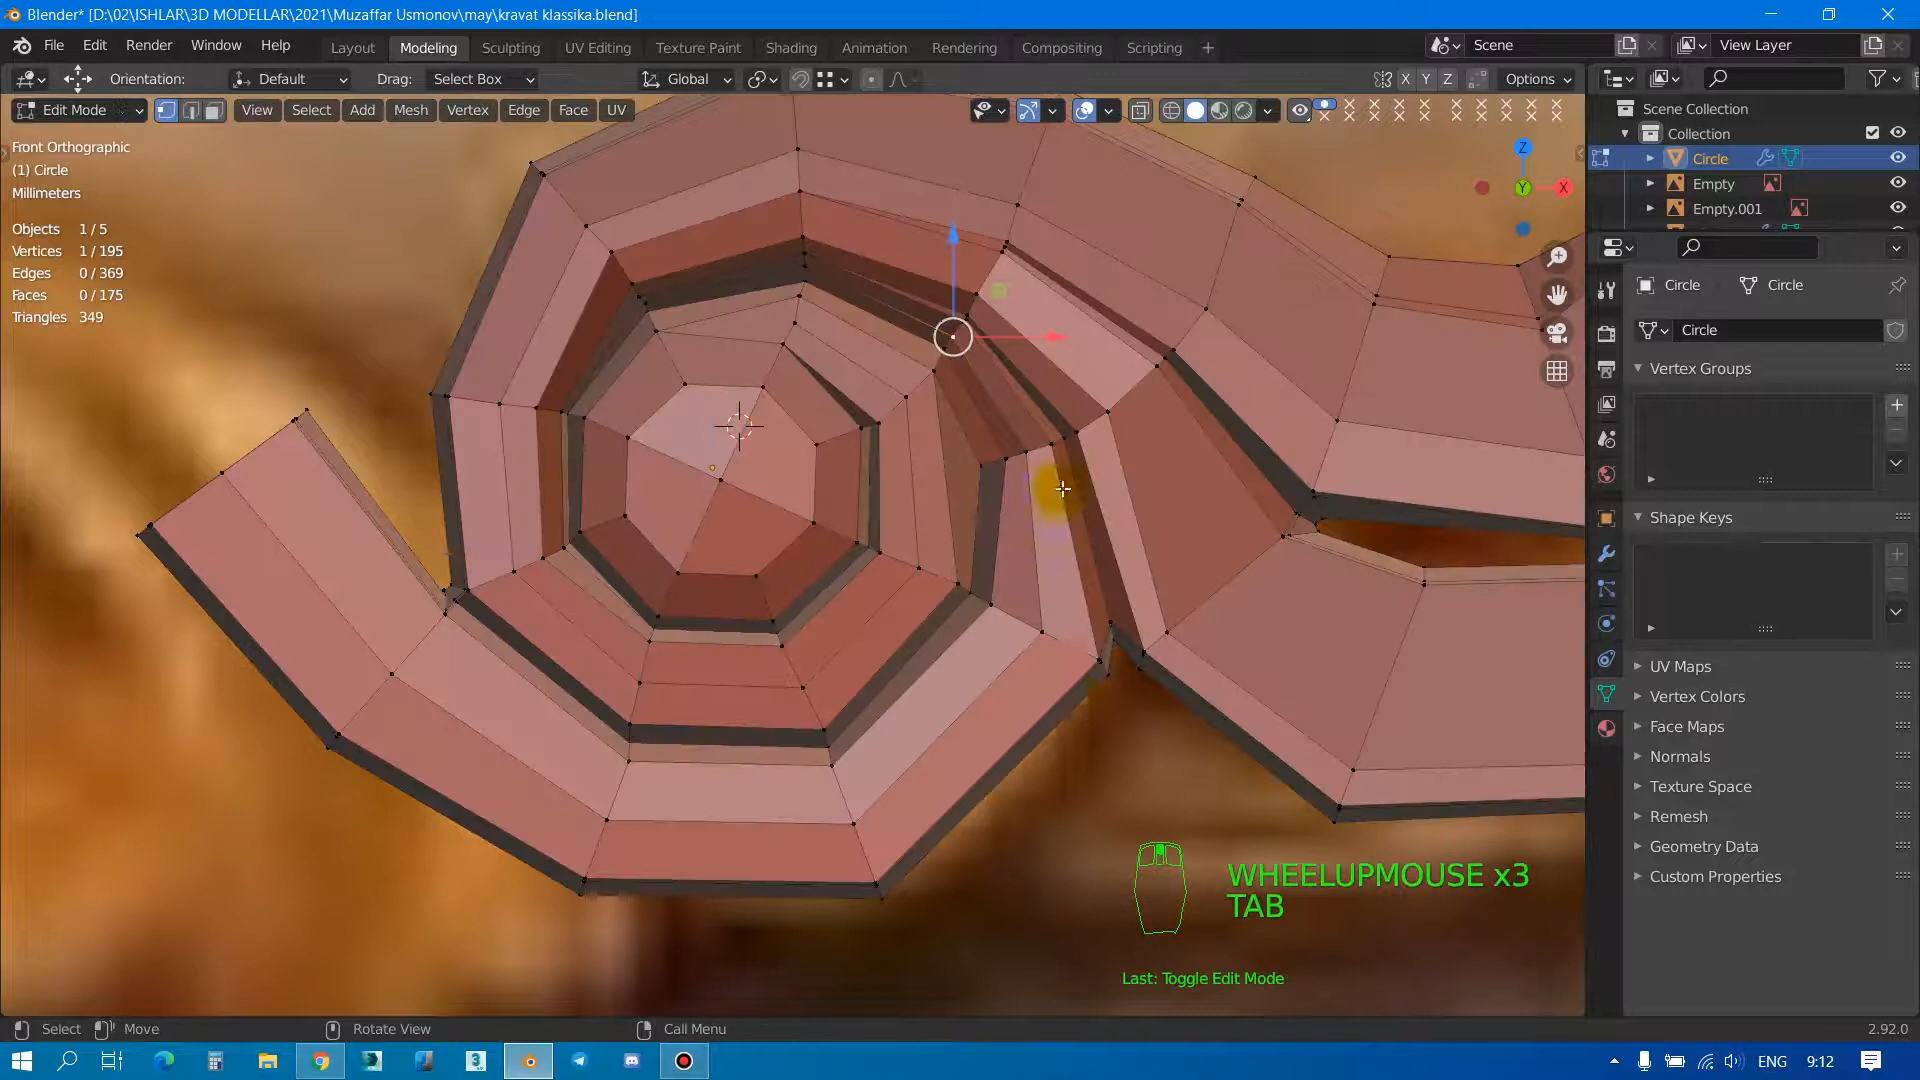 Blender* [D:\02\ISHLAR\3D MODELLAR\2021\Muzaffar Usmonov\may\kravat klassika.blend]
File Edit Render Window Help Layout Modeling Sculpting UV Editing Texture Paint Shading Animation Rendering Compositing Scripting + Scene View Layer
Orientation: Default Drag: Select Box Global X Y Z Options
Edit Mode View Select Add Mesh Vertex Edge Face UV
Scene Collection
Collection
Circle
Empty
Empty.001
Front Orthographic
(1) Circle
Millimeters
Objects 1 / 5
Vertices 1 / 195
Edges 0 / 369
Faces 0 / 175
Triangles 349
Z
Y
X
Circle Circle
Circle
Vertex Groups
Shape Keys
UV Maps
Vertex Colors
Face Maps
Normals
Texture Space
Remesh
Geometry Data
Custom Properties
WHEELUPMOUSE x3
TAB
Last: Toggle Edit Mode
Select Move Rotate View Call Menu 2.92.0
ENG 9:12